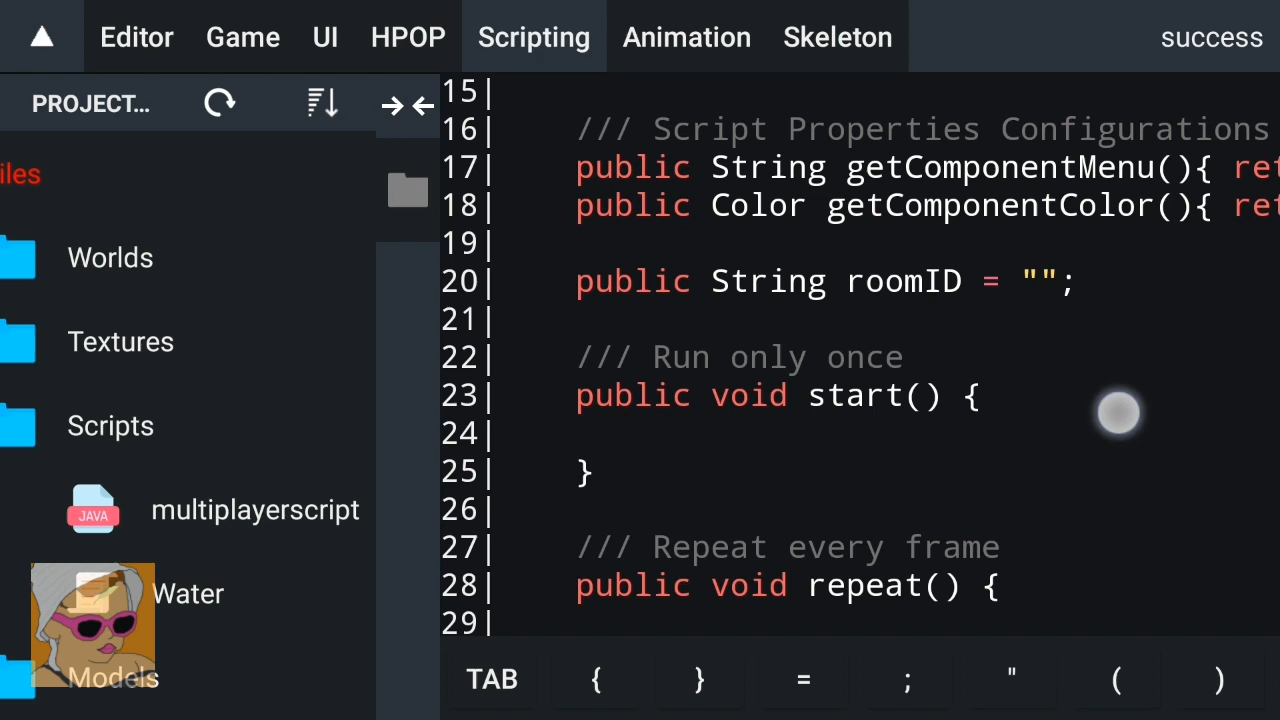 Editor Game UI HPOP Scripting Animation Skeleton success
PROJECT...
iles
Worlds
Textures
Scripts
JAVA multiplayerscript
Water
Models
15|
16| /// Script Properties Configurations
17| public String getComponentMenu(){ ret
18| public Color getComponentColor(){ ret
19|
20| public String roomID = "";
21|
22| /// Run only once
23| public void start() {
24|
25| }
26|
27| /// Repeat every frame
28| public void repeat() {
29|
TAB { } = ; " ( )